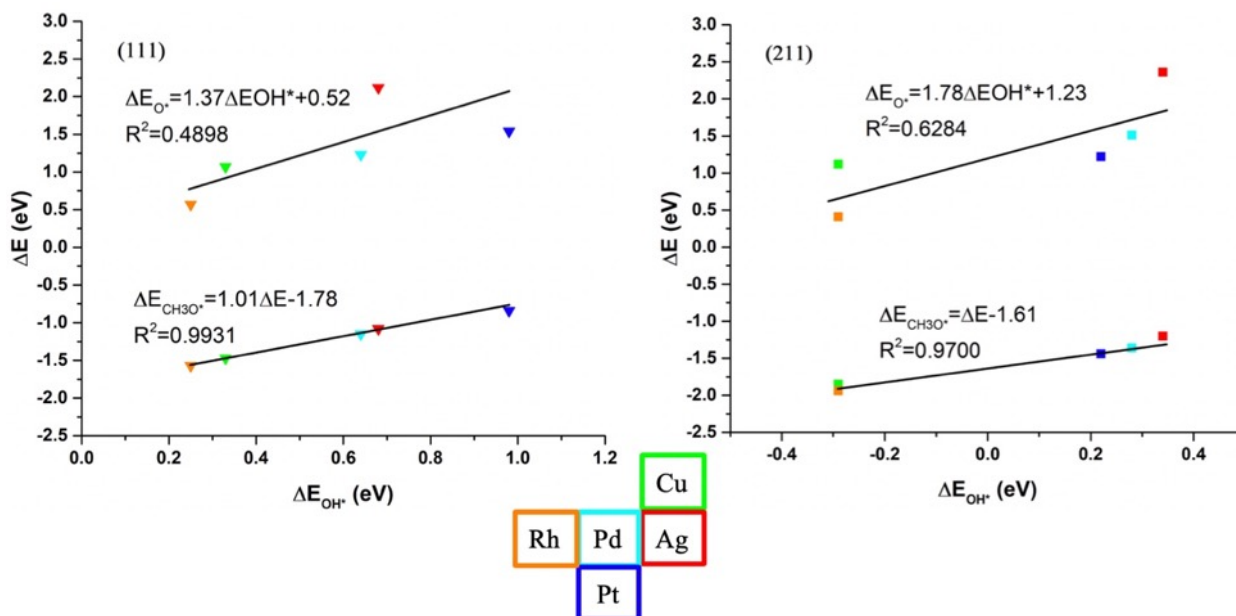 (111)
ΔE_O*=1.37ΔEOH*+0.52
R²=0.4898
ΔE_CH3O*=1.01ΔE-1.78
R²=0.9931
ΔE (eV)
3.0
2.5
2.0
1.5
1.0
0.5
0.0
-0.5
-1.0
-1.5
-2.0
-2.5
0.0 0.2 0.4 0.6 0.8 1.0 1.2
ΔE_OH* (eV)
(211)
ΔE_O*=1.78ΔEOH*+1.23
R²=0.6284
ΔE_CH3O*=ΔE-1.61
R²=0.9700
ΔE (eV)
3.0
2.5
2.0
1.5
1.0
0.5
0.0
-0.5
-1.0
-1.5
-2.0
-2.5
-0.4 -0.2 0.0 0.2 0.4
ΔE_OH* (eV)
Cu
Rh Pd Ag
Pt